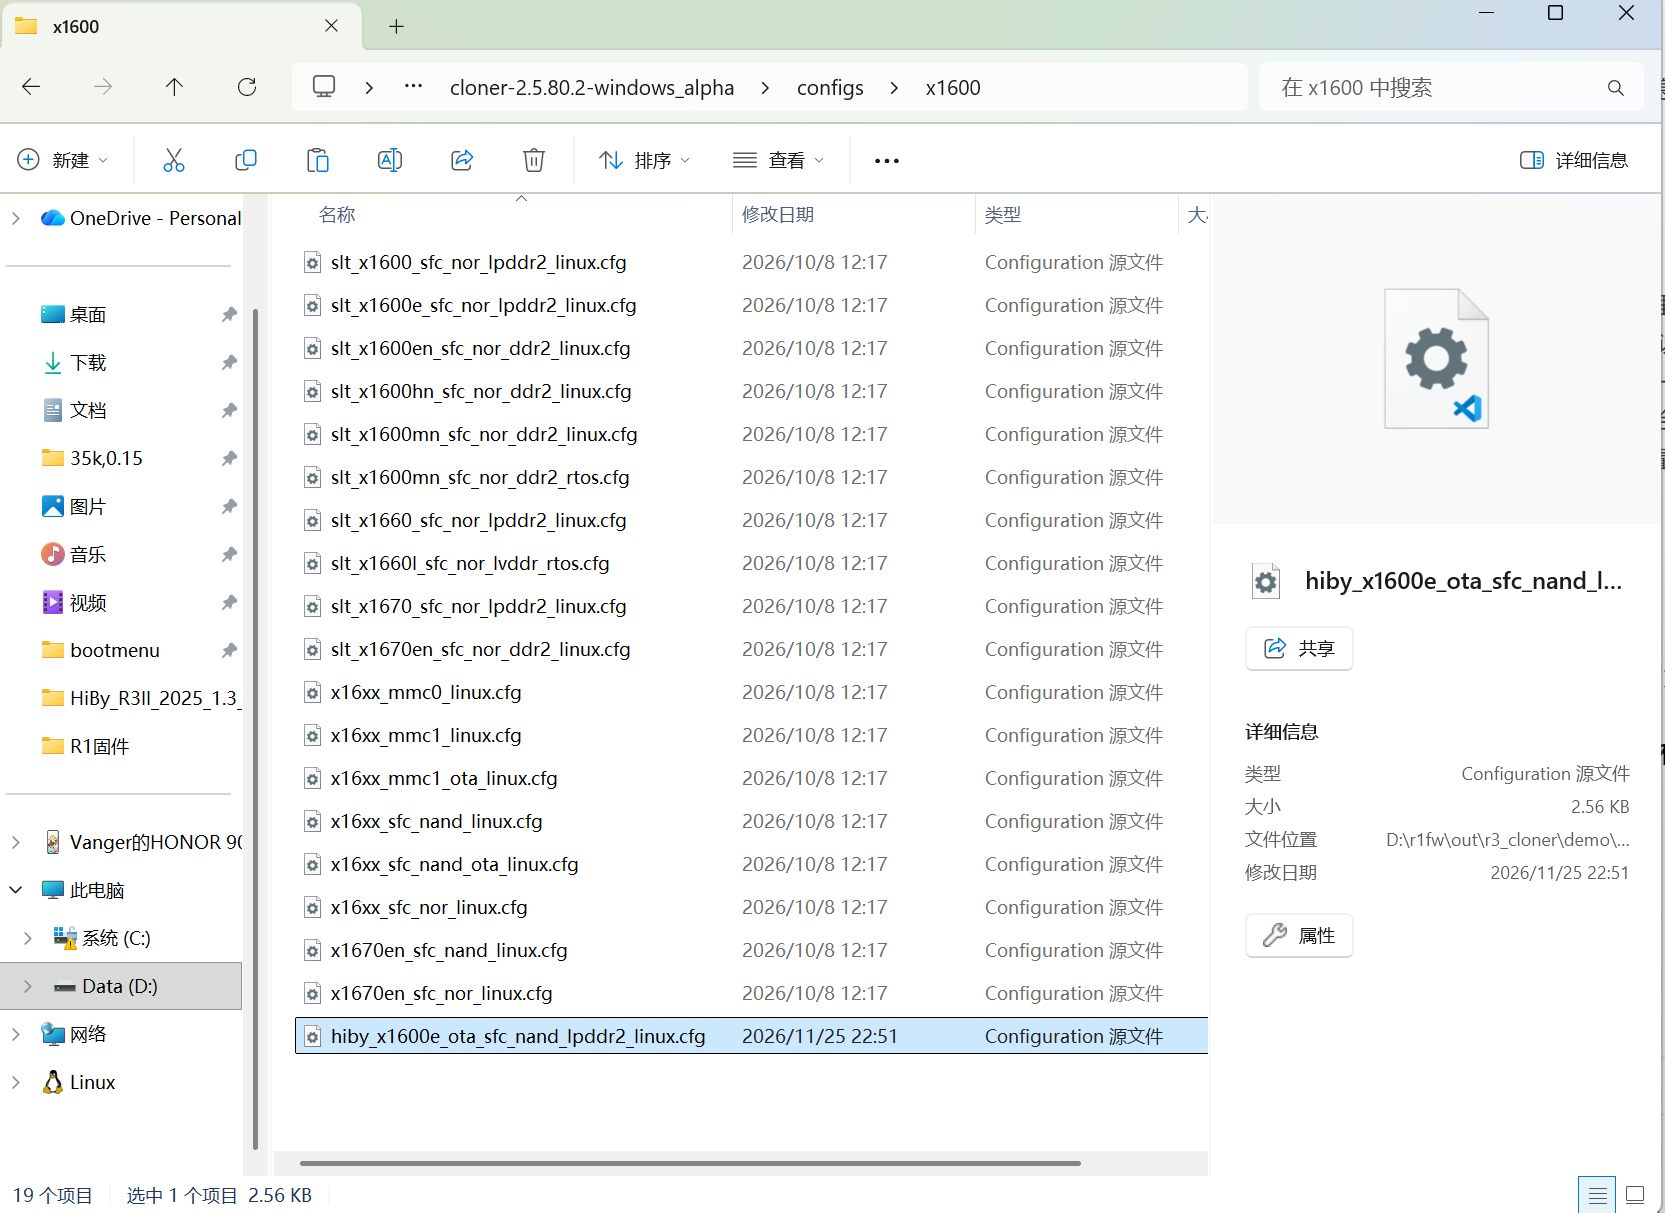 x1600
cloner-2.5.80.2-windows_alpha
configs
x1600
在 x1600 中搜索
新建
排序
查看
详细信息
OneDrive - Personal
桌面
下载
文档
35k,0.15
图片
音乐
视频
bootmenu
HiBy_R3II_2025_1.3_
R1固件
Vanger的HONOR 90
此电脑
系统 (C:)
Data (D:)
网络
Linux
名称 修改日期 类型 大小
slt_x1600_sfc_nor_lpddr2_linux.cfg 2026/10/8 12:17 Configuration 源文件
slt_x1600e_sfc_nor_lpddr2_linux.cfg 2026/10/8 12:17 Configuration 源文件
slt_x1600en_sfc_nor_ddr2_linux.cfg 2026/10/8 12:17 Configuration 源文件
slt_x1600hn_sfc_nor_ddr2_linux.cfg 2026/10/8 12:17 Configuration 源文件
slt_x1600mn_sfc_nor_ddr2_linux.cfg 2026/10/8 12:17 Configuration 源文件
slt_x1600mn_sfc_nor_ddr2_rtos.cfg 2026/10/8 12:17 Configuration 源文件
slt_x1660_sfc_nor_lpddr2_linux.cfg 2026/10/8 12:17 Configuration 源文件
slt_x1660l_sfc_nor_lvddr_rtos.cfg 2026/10/8 12:17 Configuration 源文件
slt_x1670_sfc_nor_lpddr2_linux.cfg 2026/10/8 12:17 Configuration 源文件
slt_x1670en_sfc_nor_ddr2_linux.cfg 2026/10/8 12:17 Configuration 源文件
x16xx_mmc0_linux.cfg 2026/10/8 12:17 Configuration 源文件
x16xx_mmc1_linux.cfg 2026/10/8 12:17 Configuration 源文件
x16xx_mmc1_ota_linux.cfg 2026/10/8 12:17 Configuration 源文件
x16xx_sfc_nand_linux.cfg 2026/10/8 12:17 Configuration 源文件
x16xx_sfc_nand_ota_linux.cfg 2026/10/8 12:17 Configuration 源文件
x16xx_sfc_nor_linux.cfg 2026/10/8 12:17 Configuration 源文件
x1670en_sfc_nand_linux.cfg 2026/10/8 12:17 Configuration 源文件
x1670en_sfc_nor_linux.cfg 2026/10/8 12:17 Configuration 源文件
hiby_x1600e_ota_sfc_nand_lpddr2_linux.cfg 2026/11/25 22:51 Configuration 源文件
hiby_x1600e_ota_sfc_nand_l...
共享
详细信息
类型 Configuration 源文件
大小 2.56 KB
文件位置 D:\r1fw\out\r3_cloner\demo\...
修改日期 2026/11/25 22:51
属性
19 个项目 选中 1 个项目 2.56 KB